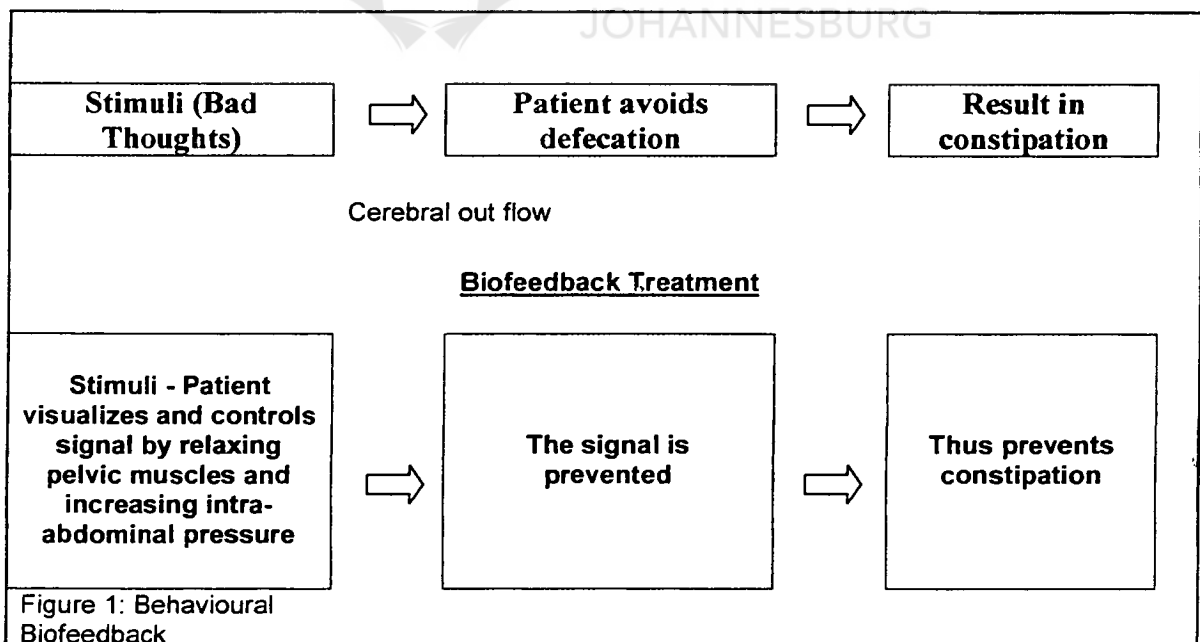 JOHANNESBURG
Stimuli (Bad
Thoughts)
Patient avoids
defecation
Result in
constipation
Cerebral out flow
Biofeedback Treatment
Stimuli - Patient
visualizes and controls
signal by relaxing
pelvic muscles and
increasing intra-
abdominal pressure
The signal is
prevented
Thus prevents
constipation
Figure 1: Behavioural
Biofeedback